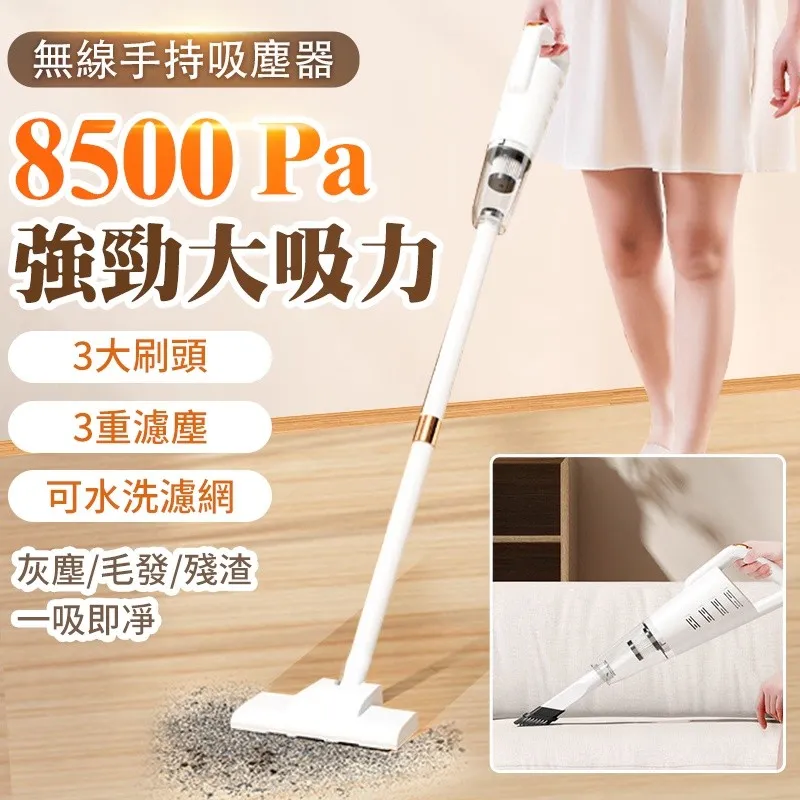 無線手持吸塵器
8500 Pa
強勁大吸力
3大刷頭
3重濾塵
可水洗濾網
灰塵/毛發/殘渣
一吸即凈